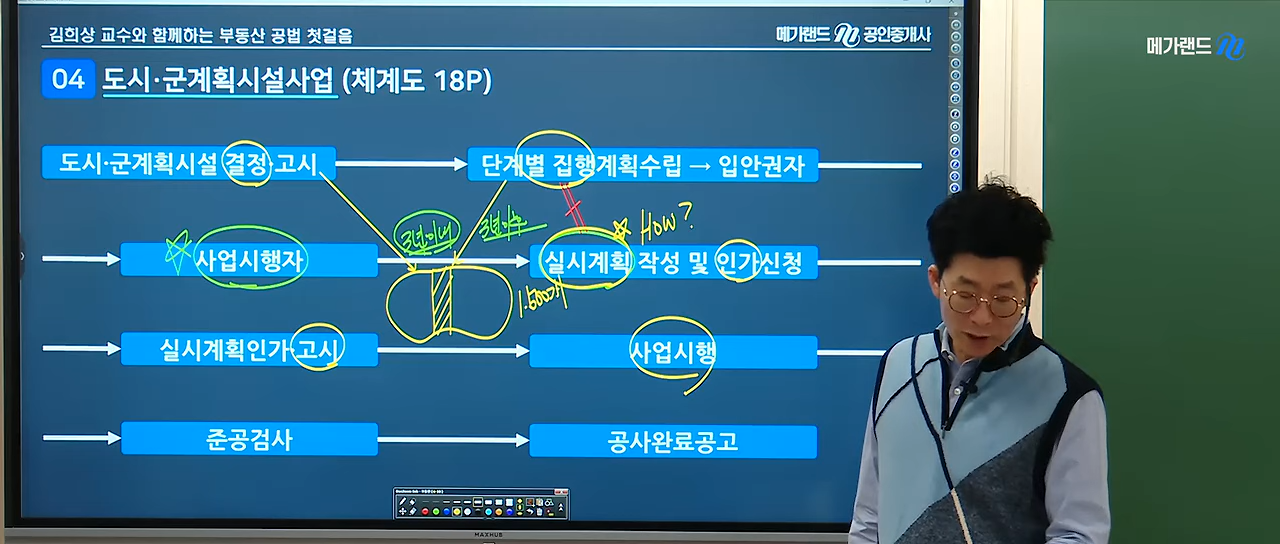 김희상 교수와 함께하는 부동산 공법 첫걸음
메가랜드 공인중개사
메가랜드
04 도시·군계획시설사업 (체계도 18P)
도시·군계획시설 결정·고시
단계별 집행계획수립 → 입안권자
3년이내
3년이후
How?
사업시행자
실시계획 작성 및 인가신청
실시계획인가·고시
사업시행
준공검사
공사완료공고
MAXHUB